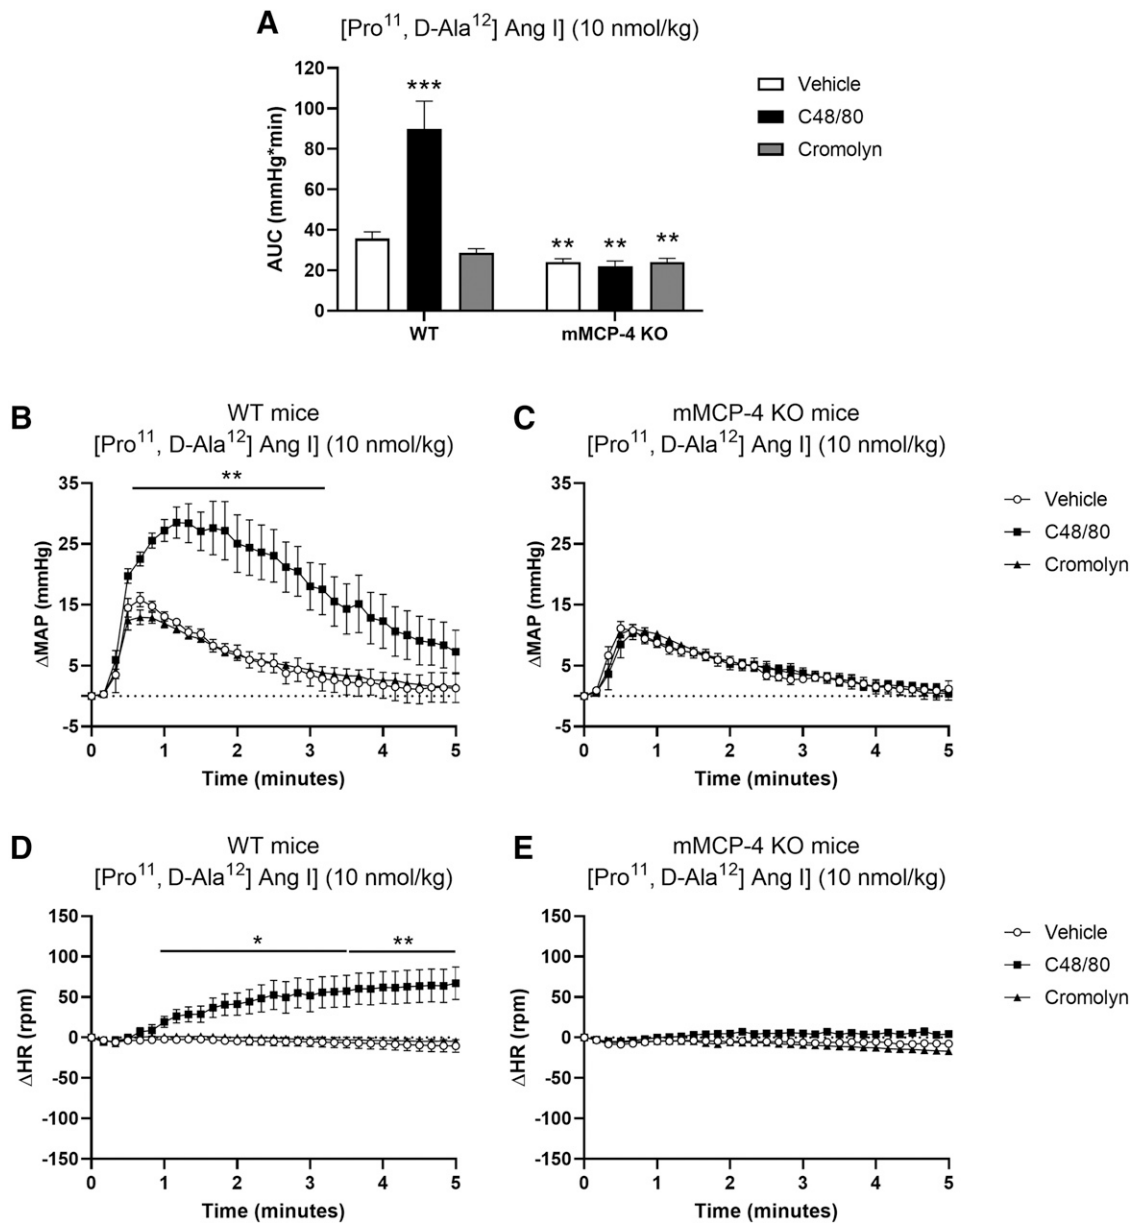 A
[Pro11, D-Ala12] Ang I] (10 nmol/kg)
120
100
80
60
40
20
0
AUC (mmHg*min)
***
**
**
**
WT
mMCP-4 KO
Vehicle
C48/80
Cromolyn
B
WT mice
[Pro11, D-Ala12] Ang I] (10 nmol/kg)
**
35
25
15
5
-5
ΔMAP (mmHg)
0 1 2 3 4 5
Time (minutes)
C
mMCP-4 KO mice
[Pro11, D-Ala12] Ang I] (10 nmol/kg)
35
25
15
5
-5
ΔMAP (mmHg)
0 1 2 3 4 5
Time (minutes)
Vehicle
C48/80
Cromolyn
D
WT mice
[Pro11, D-Ala12] Ang I] (10 nmol/kg)
* **
150
100
50
0
-50
-100
-150
ΔHR (rpm)
0 1 2 3 4 5
Time (minutes)
E
mMCP-4 KO mice
[Pro11, D-Ala12] Ang I] (10 nmol/kg)
150
100
50
0
-50
-100
-150
ΔHR (rpm)
0 1 2 3 4 5
Time (minutes)
Vehicle
C48/80
Cromolyn